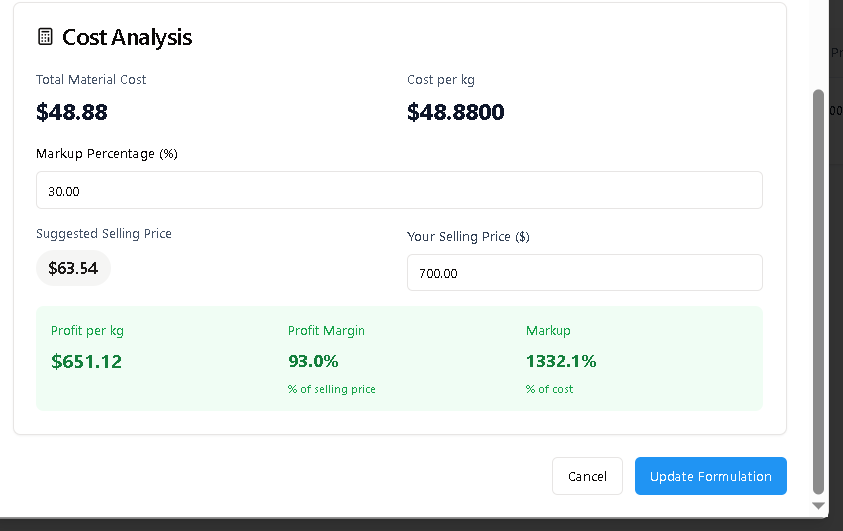 Cost Analysis
Total Material Cost
Cost per kg
$48.88
$48.8800
Markup Percentage (%)
30.00
Suggested Selling Price
Your Selling Price ($)
$63.54
700.00
Profit per kg
Profit Margin
Markup
$651.12
93.0%
1332.1%
% of selling price
% of cost
Cancel
Update Formulation